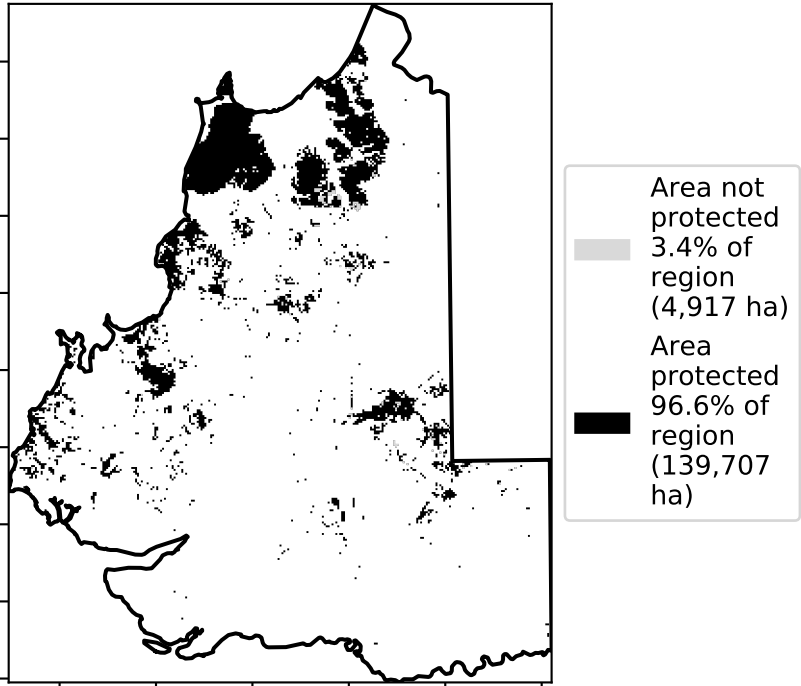 Area not
protected
3.4% of
region
(4,917 ha)
Area
protected
96.6% of
region
(139,707
ha)